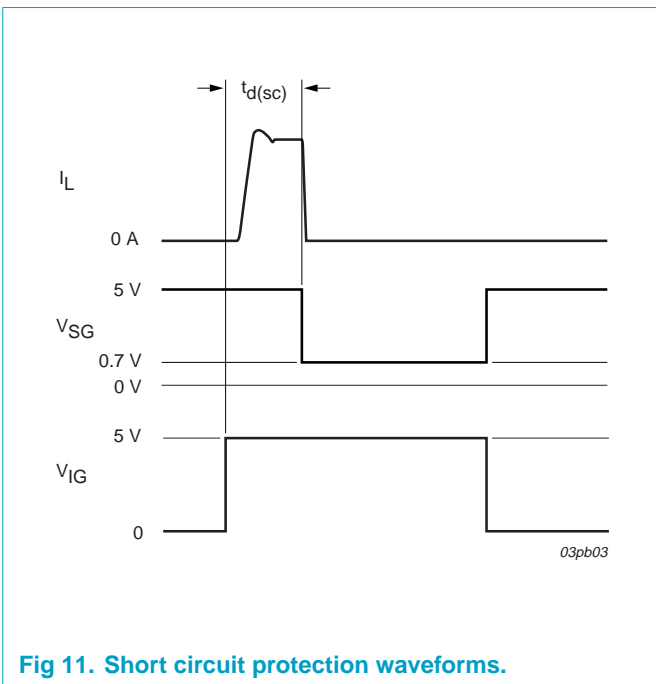 td(sc)
IL
0 A
5 V
VSG
0.7 V
0 V
5 V
VIG
0
03pb03
Fig 11. Short circuit protection waveforms.